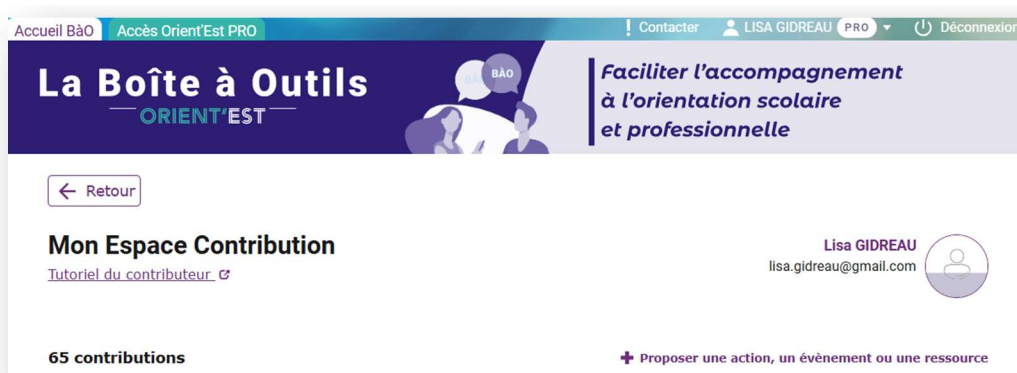 Accueil BàO Accès Orient'Est PRO ! Contacter LISA GIDREAU PRO Déconnexion
La Boîte à Outils
ORIENT'EST
BÀO BÀO
Faciliter l'accompagnement
à l'orientation scolaire
et professionnelle
← Retour
Mon Espace Contribution
Tutoriel du contributeur
Lisa GIDREAU
lisa.gidreau@gmail.com
65 contributions
+ Proposer une action, un évènement ou une ressource